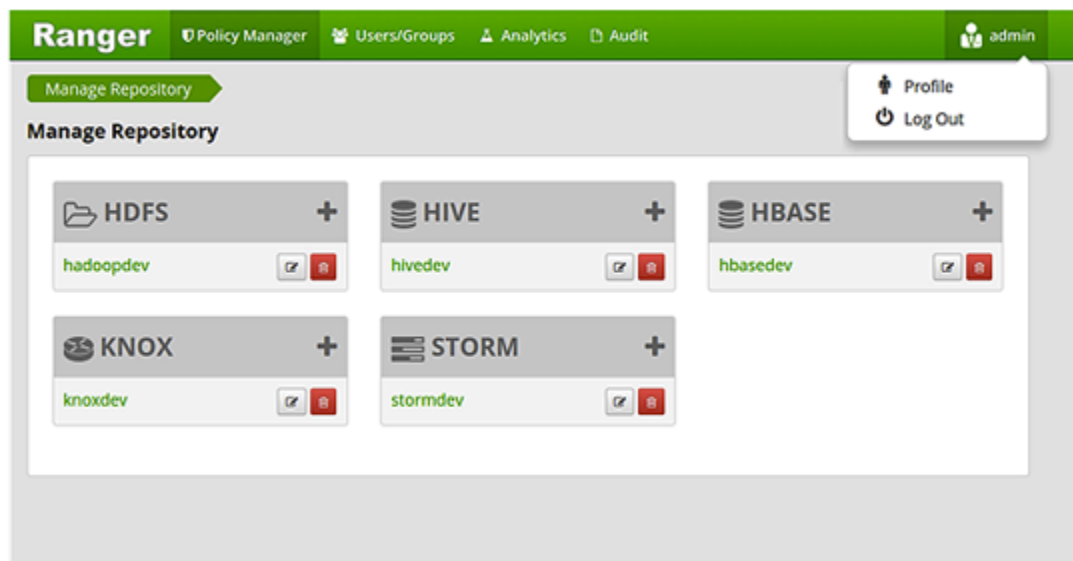 Ranger Policy Manager Users/Groups Analytics Audit admin
Profile
Log Out
Manage Repository
Manage Repository
HDFS + HIVE + HBASE +
hadoopdev hivedev hbasedev
KNOX + STORM +
knoxdev stormdev